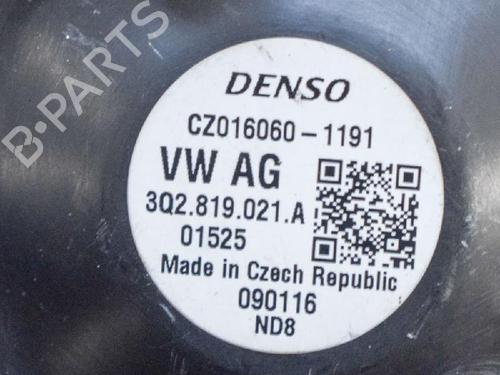 B-PARTS
DENSO
CZ016060-1191
VW AG
3Q2.819.021.A
01525
Made in Czech Republic
090116
ND8